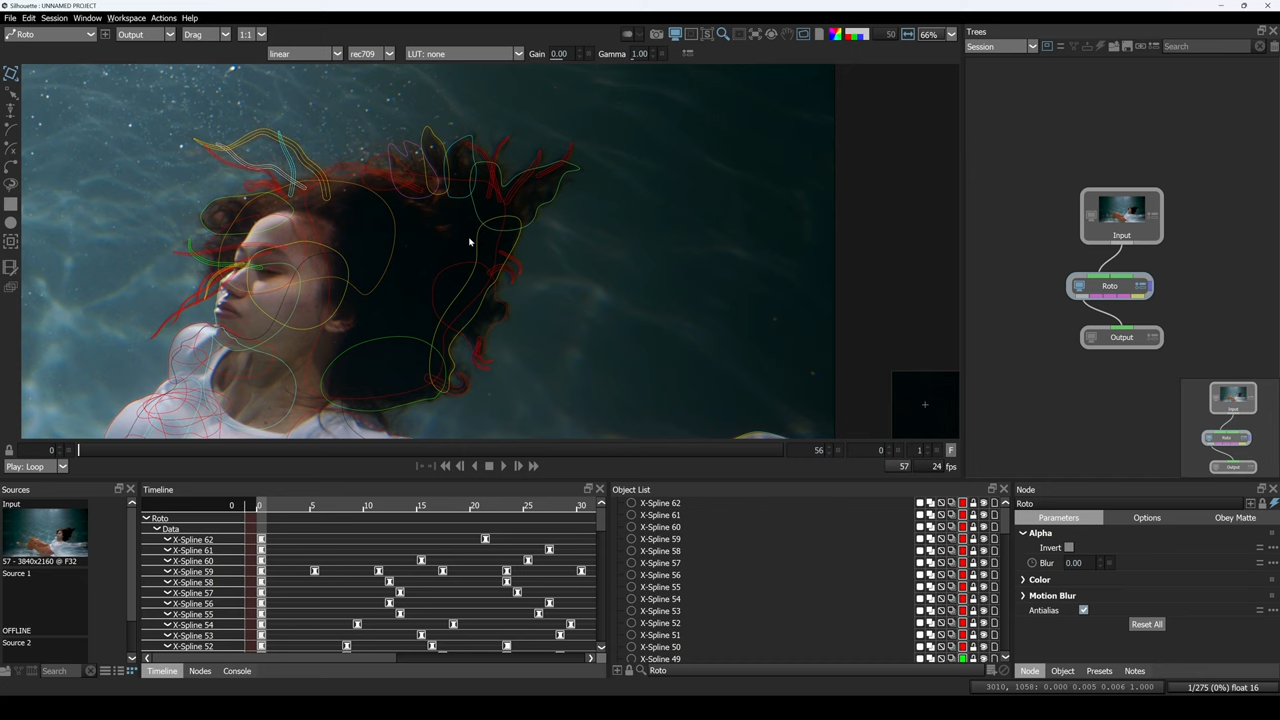 Silhouette : UNNAMED PROJECT
File Edit Session Window Workspace Actions Help
Roto Output Drag 1:1 50 66%
linear rec709 LUT: none Gain 0.00 Gamma 1.00
Trees
Session Search
Input
Roto
Output
Input
Roto
Output
0 56 0 1 F
Play: Loop 57 24 fps
Sources
Input
57 - 3840x2160 @ F32
Source 1
OFFLINE
Source 2
Search
Timeline
0 0 5 10 15 20 25 30
Roto
Data
X-Spline 62
X-Spline 61
X-Spline 60
X-Spline 59
X-Spline 58
X-Spline 57
X-Spline 56
X-Spline 55
X-Spline 54
X-Spline 53
X-Spline 52
Timeline Nodes Console
Object List
X-Spline 62
X-Spline 61
X-Spline 60
X-Spline 59
X-Spline 58
X-Spline 57
X-Spline 56
X-Spline 55
X-Spline 54
X-Spline 53
X-Spline 52
X-Spline 51
X-Spline 50
X-Spline 49
Roto
Node
Roto
Parameters Options Obey Matte
Alpha
Invert
Blur 0.00
Color
Motion Blur
Antialias
Reset All
Node Object Presets Notes
3010, 1058: 0.000 0.005 0.006 1.000 1/275 (0%) float 16